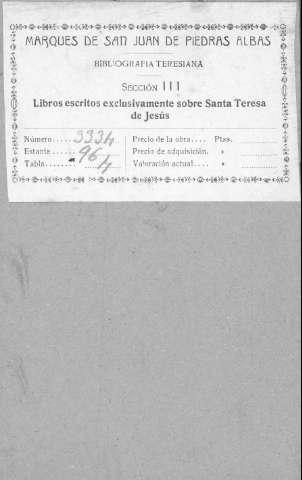 MARQUES DE SAN JUAN DE PIEDRAS ALBAS
BIBLIOGRAFIA TERESIANA
SECCIÓN III
Libros escritos exclusivamente sobre Santa Teresa
de Jesús
Número..... 3334 Precio de la obra.... Ptas.
Estante..... 96 Precio de adquisición. »
Tabla...... 4 Valoración actual.... »